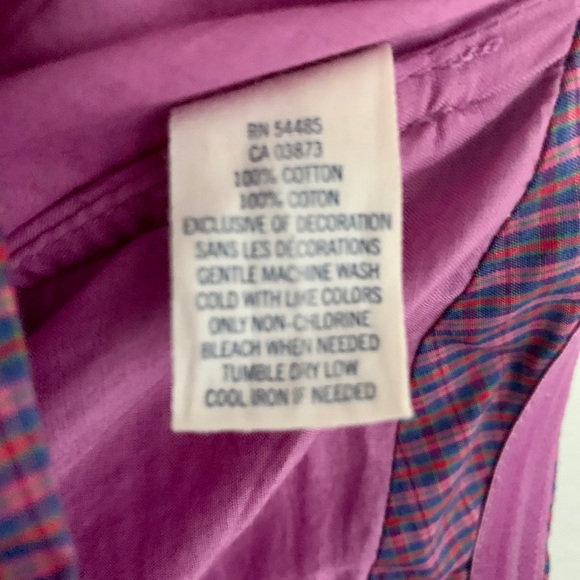 RN 54485
CA 03873
100% COTTON
100% COTON
EXCLUSIVE OF DECORATION
SANS LES DÉCORATIONS
GENTLE MACHINE WASH
COLD WITH LIKE COLORS
ONLY NON-CHLORINE
BLEACH WHEN NEEDED
TUMBLE DRY LOW
COOL IRON IF NEEDED